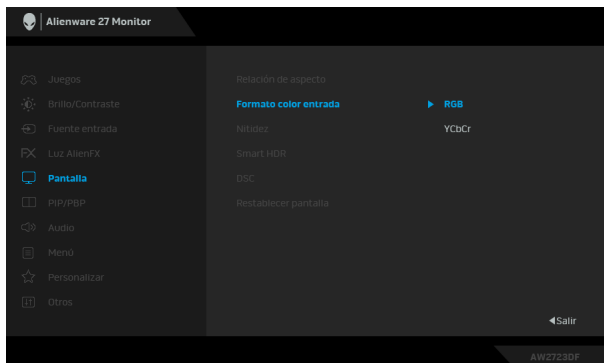 Alienware 27 Monitor
Juegos
Brillo/Contraste
Fuente entrada
Luz AlienFX
Pantalla
PIP/PBP
Audio
Menú
Personalizar
Otros
Relación de aspecto
Formato color entrada
Nitidez
Smart HDR
DSC
Restablecer pantalla
RGB
YCbCr
Salir
AW2723DF